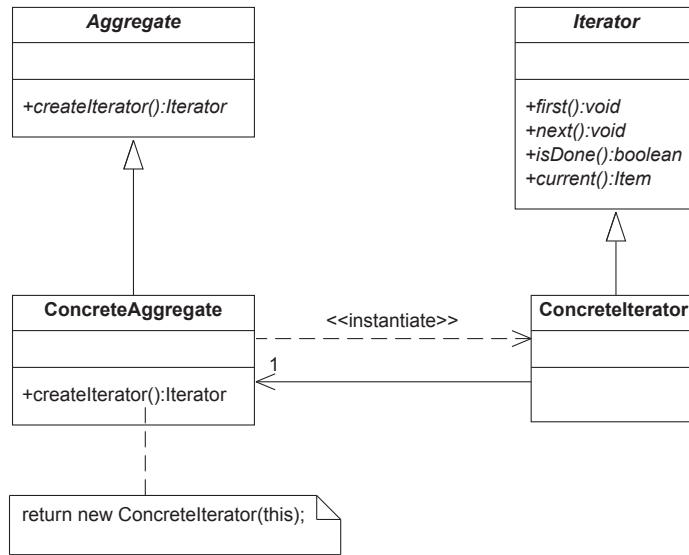 Aggregate
+createIterator():Iterator
Iterator
+first():void
+next():void
+isDone():boolean
+current():Item
ConcreteAggregate
+createIterator():Iterator
<<instantiate>>
1
ConcreteIterator
return new ConcreteIterator(this);